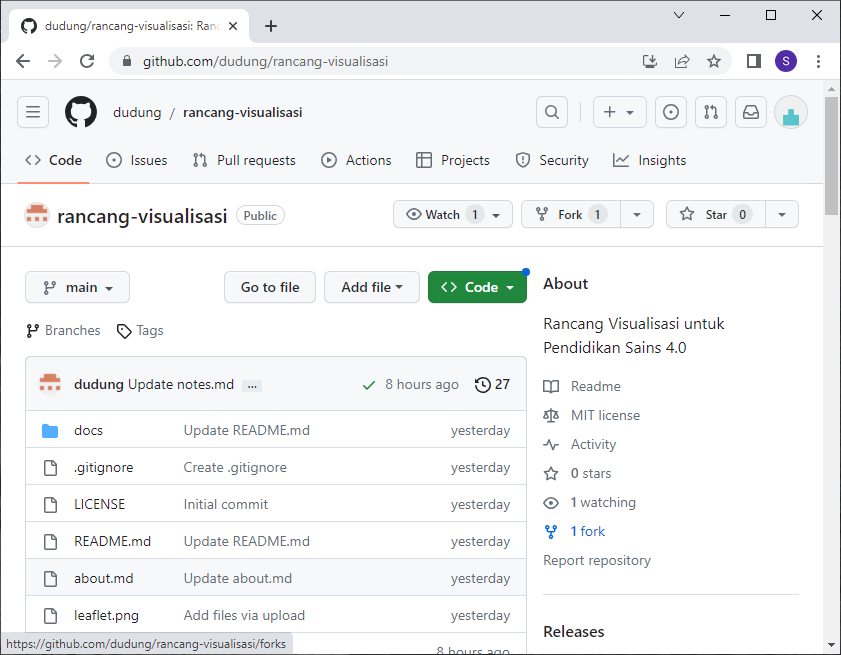 dudung/rancang-visualisasi: Ran
github.com/dudung/rancang-visualisasi
S
dudung / rancang-visualisasi
Code Issues Pull requests Actions Projects Security Insights
rancang-visualisasi Public
Watch 1 Fork 1 Star 0
main Go to file Add file Code
Branches Tags
dudung Update notes.md ... 8 hours ago 27
docs Update README.md yesterday
.gitignore Create .gitignore yesterday
LICENSE Initial commit yesterday
README.md Update README.md yesterday
about.md Update about.md yesterday
leaflet.png Add files via upload yesterday
8 hours ago
About
Rancang Visualisasi untuk
Pendidikan Sains 4.0
Readme
MIT license
Activity
0 stars
1 watching
1 fork
Report repository
Releases
https://github.com/dudung/rancang-visualisasi/forks